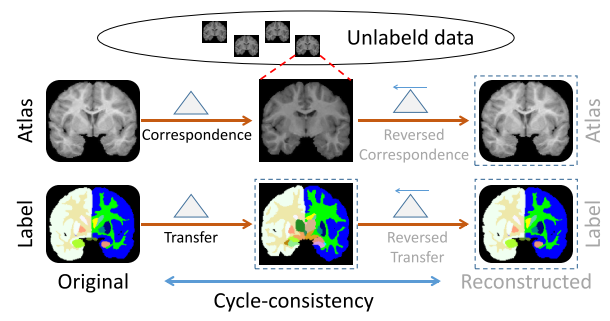 Unlabeld data
Atlas
Correspondence
Reversed
Correspondence
Atlas
Label
Transfer
Reversed
Transfer
Label
Original
Reconstructed
Cycle-consistency